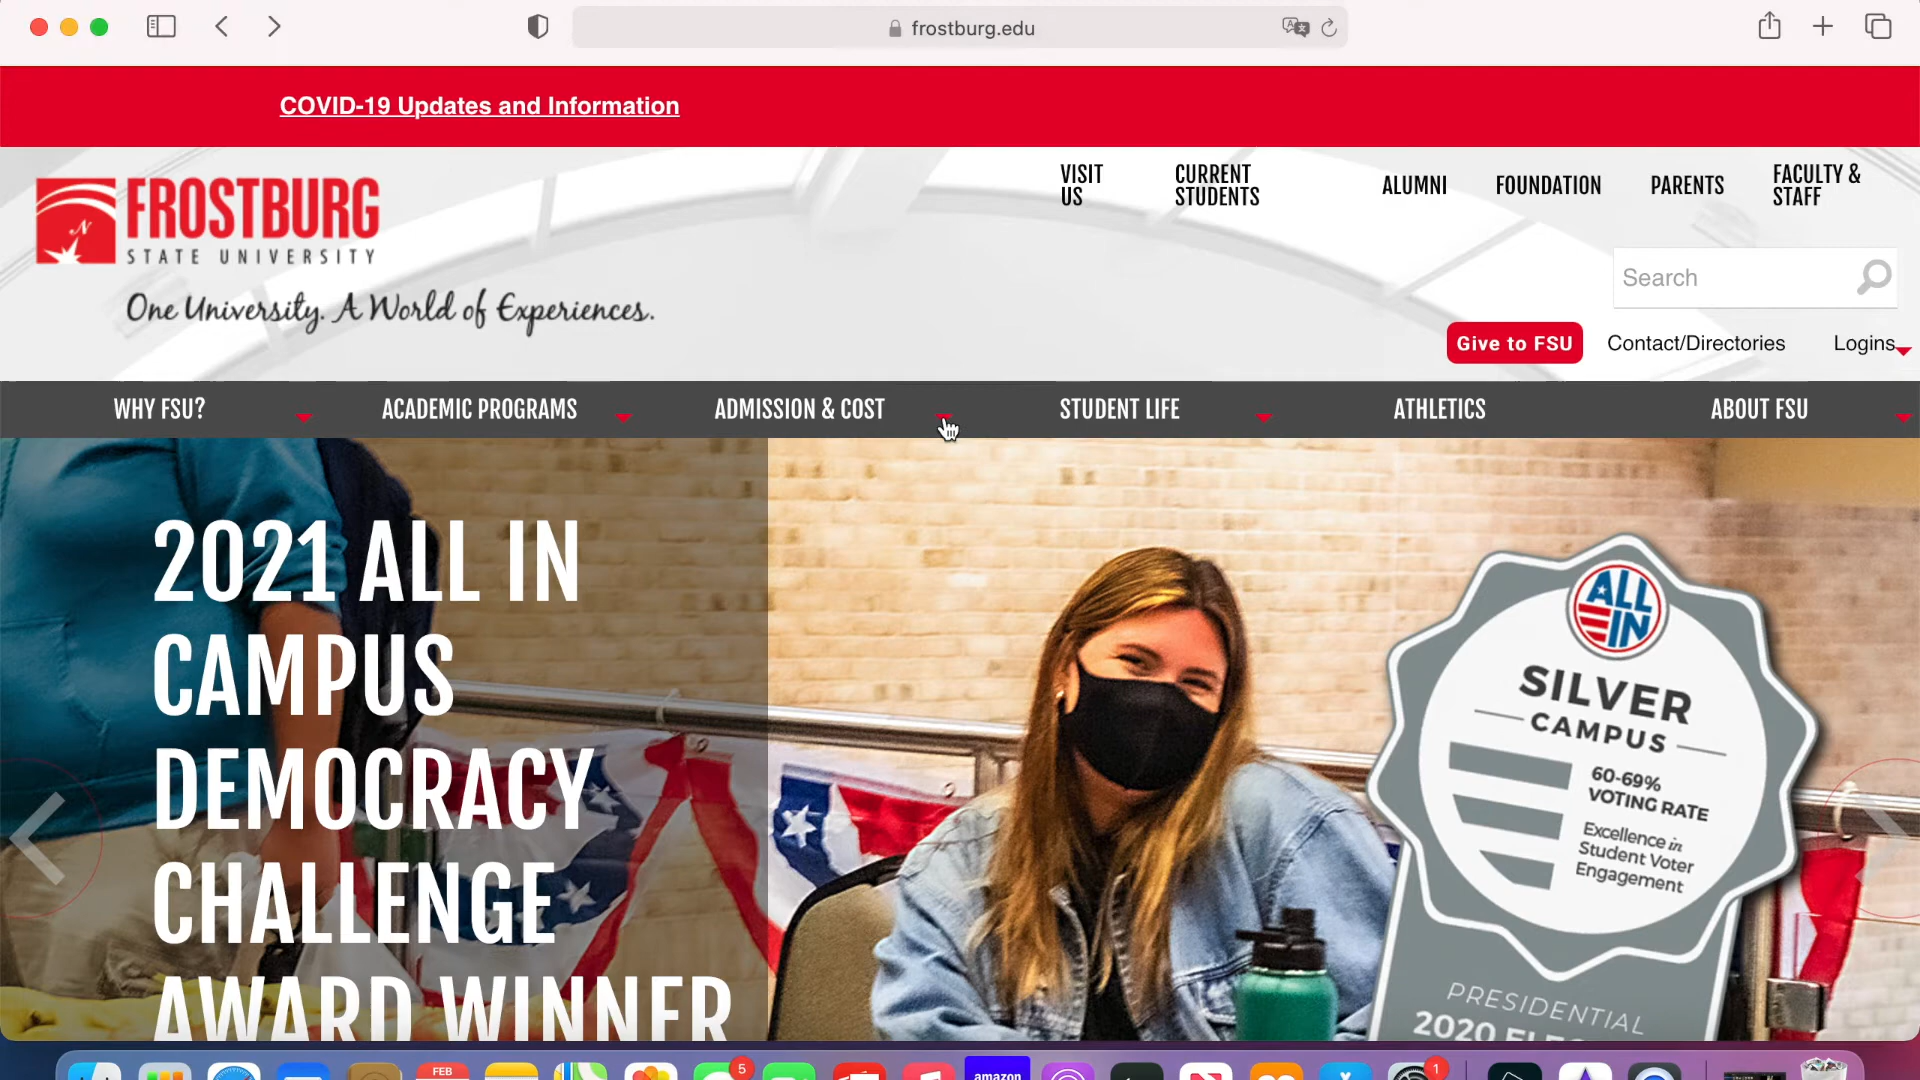 frostburg.edu
COVID-19 Updates and Information
VISIT
US
CURRENT
STUDENTS
ALUMNI
FOUNDATION
PARENTS
FACULTY &
STAFF
FROSTBURG
STATE UNIVERSITY
One University. A World of Experiences.
Search
Give to FSU
Contact/Directories
Logins
WHY FSU?
ACADEMIC PROGRAMS
ADMISSION & COST
STUDENT LIFE
ATHLETICS
ABOUT FSU
2021 ALL IN
CAMPUS
DEMOCRACY
CHALLENGE
AWARD WINNER
ALL
IN
SILVER
CAMPUS
60-69%
VOTING RATE
Excellence in
Student Voter
Engagement
PRESIDENTIAL
2020
FEB
5
amazon
1